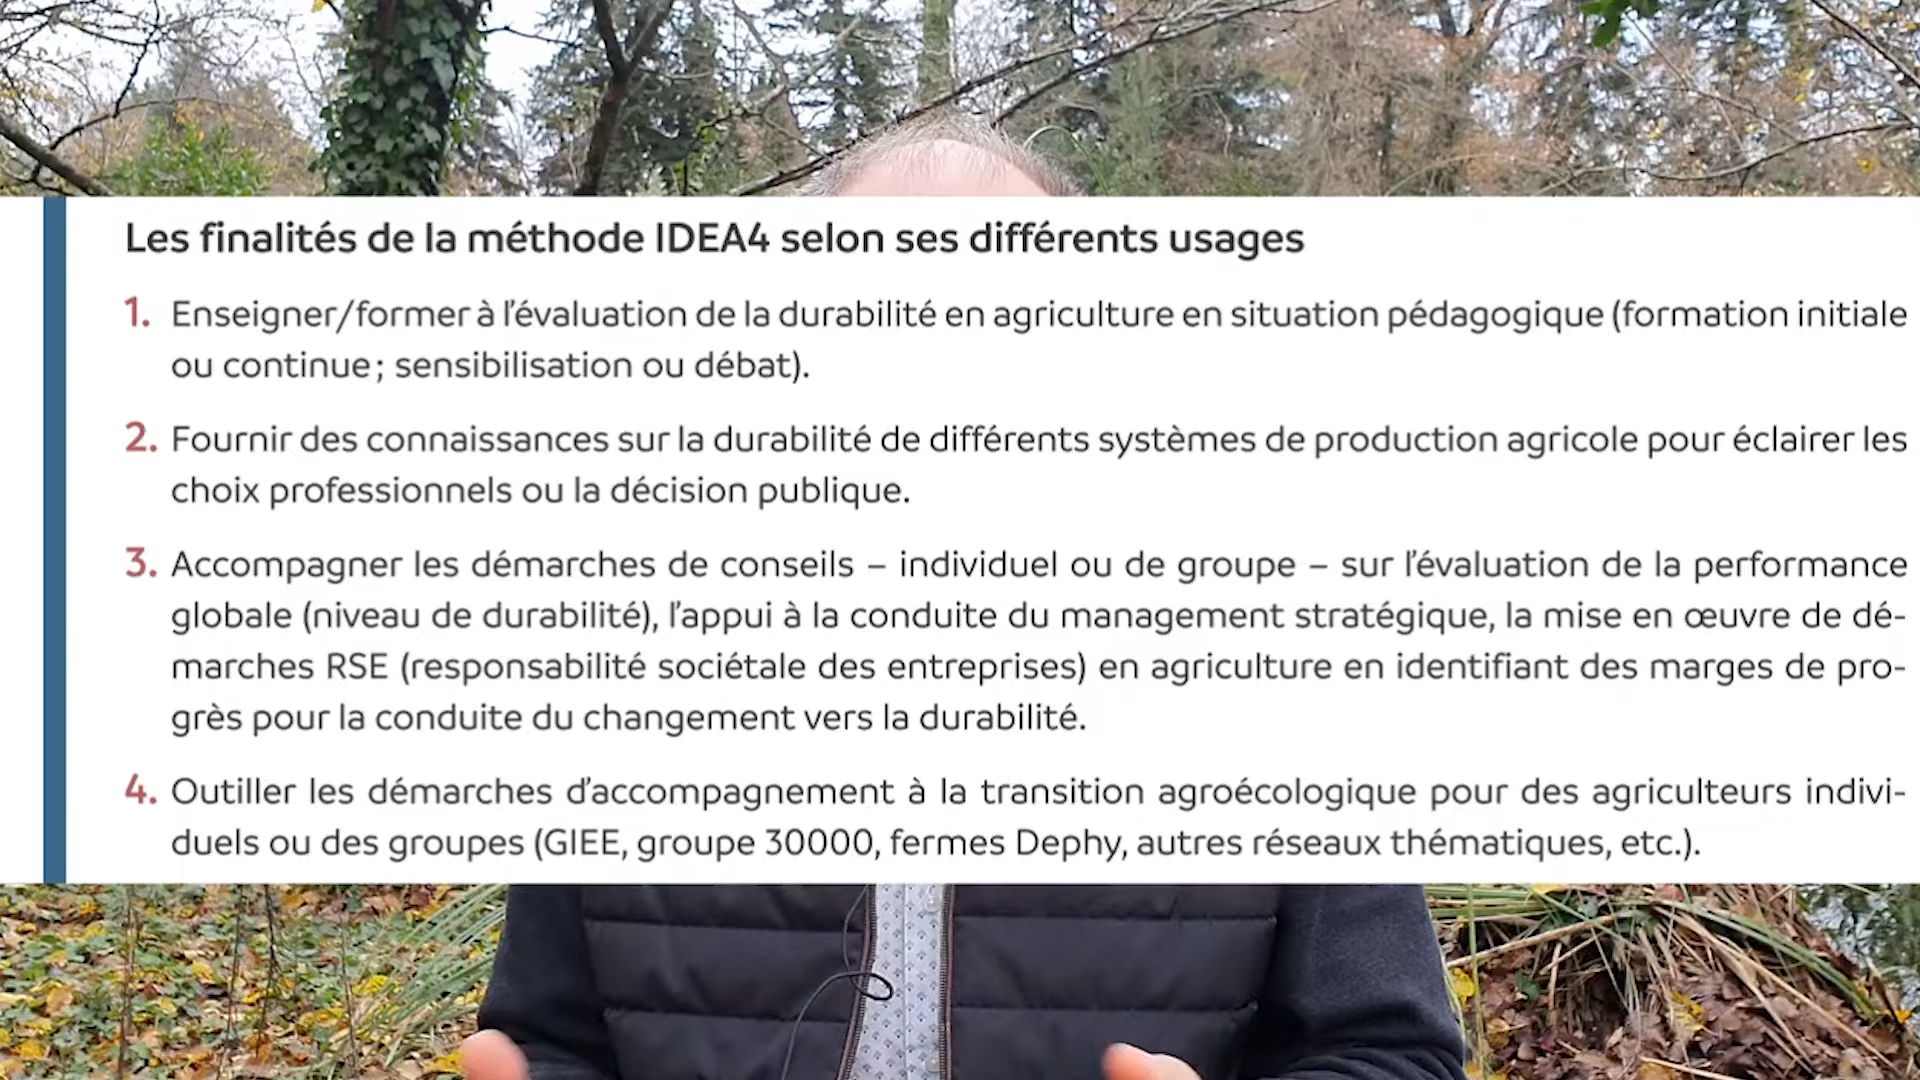 Les finalités de la méthode IDEA4 selon ses différents usages
1. Enseigner/former à l'évaluation de la durabilité en agriculture en situation pédagogique (formation initiale
ou continue ; sensibilisation ou débat).
2. Fournir des connaissances sur la durabilité de différents systèmes de production agricole pour éclairer les
choix professionnels ou la décision publique.
3. Accompagner les démarches de conseils – individuel ou de groupe – sur l'évaluation de la performance
globale (niveau de durabilité), l'appui à la conduite du management stratégique, la mise en œuvre de dé-
marches RSE (responsabilité sociétale des entreprises) en agriculture en identifiant des marges de pro-
grès pour la conduite du changement vers la durabilité.
4. Outiller les démarches d'accompagnement à la transition agroécologique pour des agriculteurs indivi-
duels ou des groupes (GIEE, groupe 30000, fermes Dephy, autres réseaux thématiques, etc.).